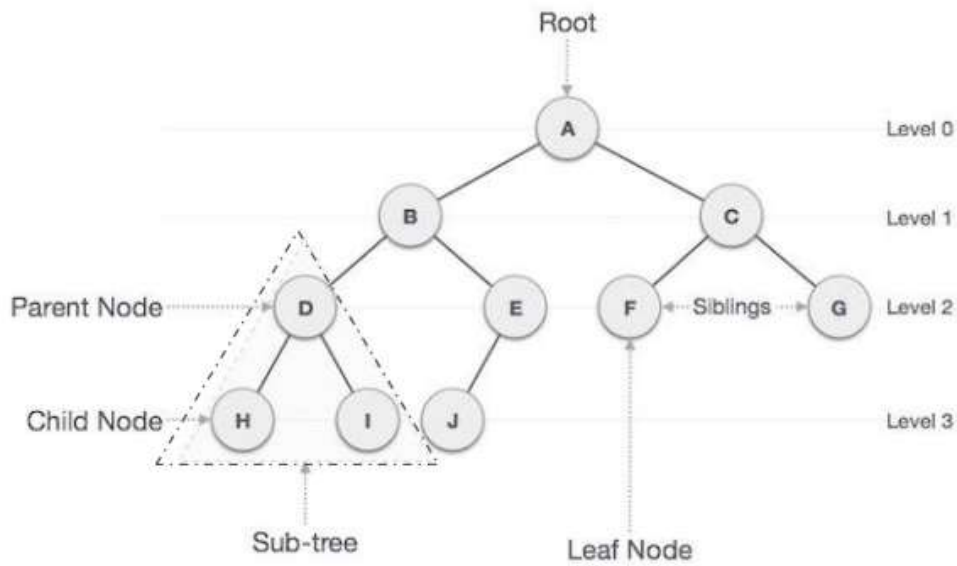 Root
A
Level 0
B
C
Level 1
Parent Node
D
E
F
Siblings
G
Level 2
Child Node
H
I
J
Level 3
Sub-tree
Leaf Node